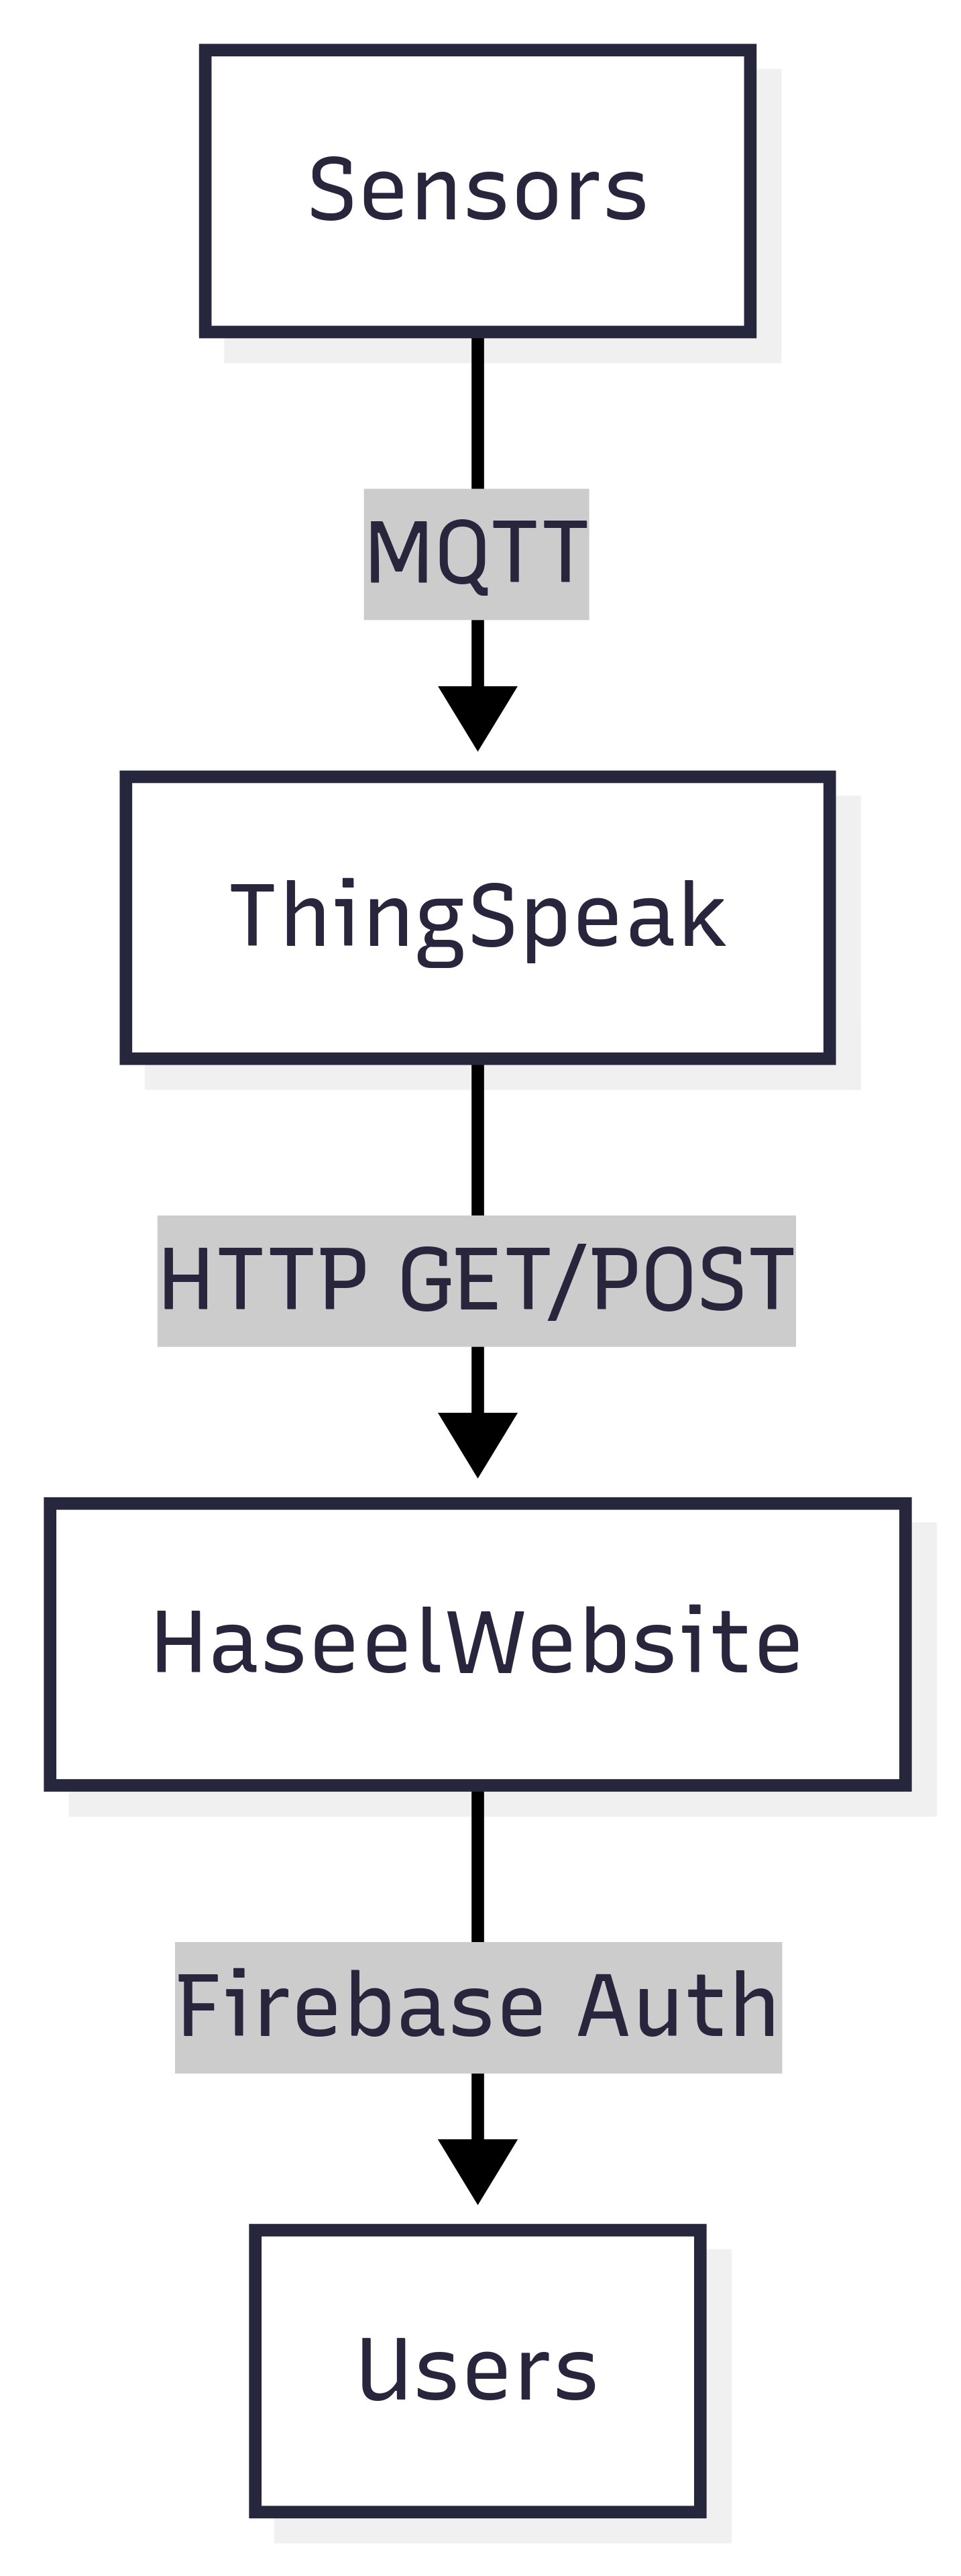 Sensors
MQTT
ThingSpeak
HTTP GET/POST
HaseelWebsite
Firebase Auth
Users